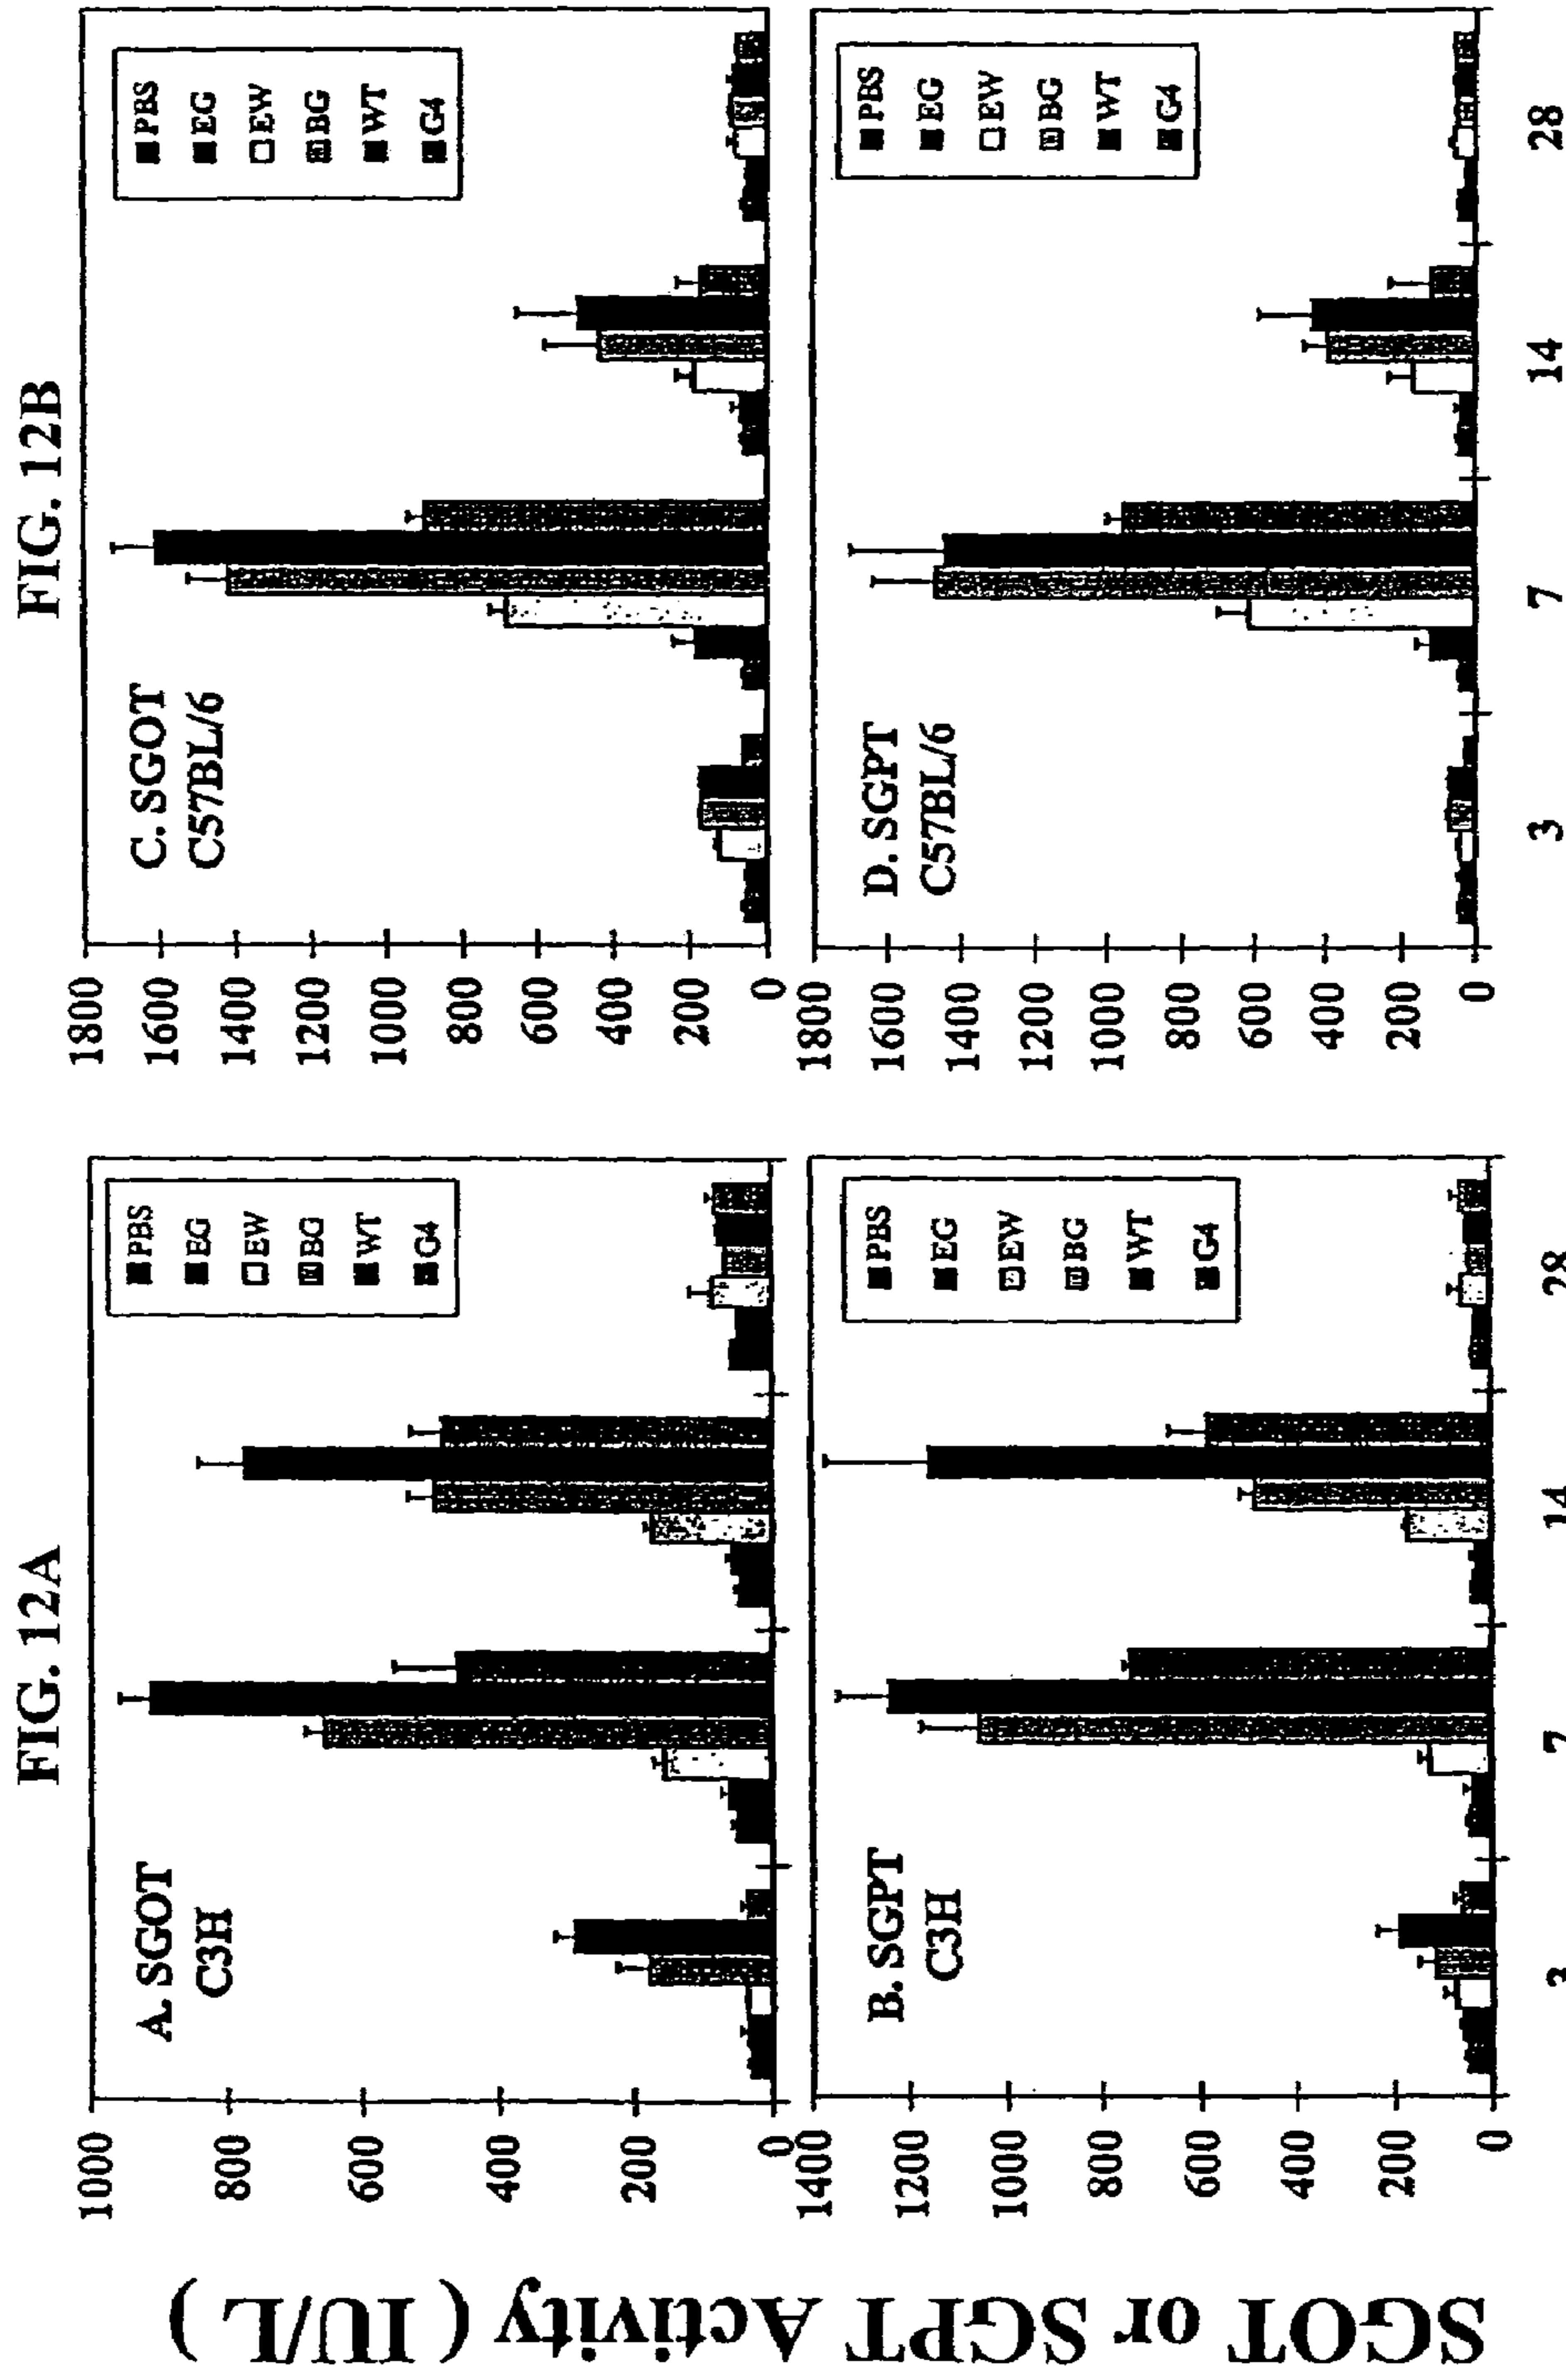 FIG. 12A
FIG. 12B
SGOT or SGPT Activity ( IU/L )
A. SGOT
C3H
1000
800
600
400
200
0
PBS
EG
EW
BG
WT
G4
C. SGOT
C57BL/6
1800
1600
1400
1200
1000
800
600
400
200
0
PBS
EG
EW
BG
WT
G4
B. SGPT
C3H
1400
1200
1000
800
600
400
200
0
PBS
EG
EW
BG
WT
G4
3
7
14
28
D. SGPT
C57BL/6
1800
1600
1400
1200
1000
800
600
400
200
0
PBS
EG
EW
BG
WT
G4
3
7
14
28